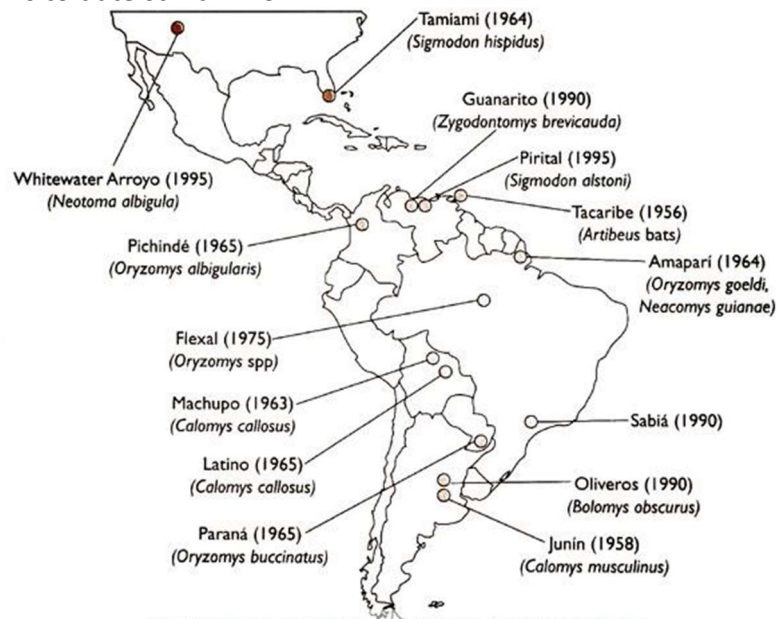 Tamiami (1964)
(Sigmodon hispidus)
Guanarito (1990)
(Zygodontomys brevicauda)
Pirital (1995)
(Sigmodon alstoni)
Whitewater Arroyo (1995)
(Neotoma albigula)
Tacaribe (1956)
(Artibeus bats)
Pichindé (1965)
(Oryzomys albigularis)
Amaparí (1964)
(Oryzomys goeldi,
Neacomys guianae)
Flexal (1975)
(Oryzomys spp)
Machupo (1963)
(Calomys callosus)
Sabiá (1990)
Latino (1965)
(Calomys callosus)
Oliveros (1990)
(Bolomys obscurus)
Paraná (1965)
(Oryzomys buccinatus)
Junín (1958)
(Calomys musculinus)